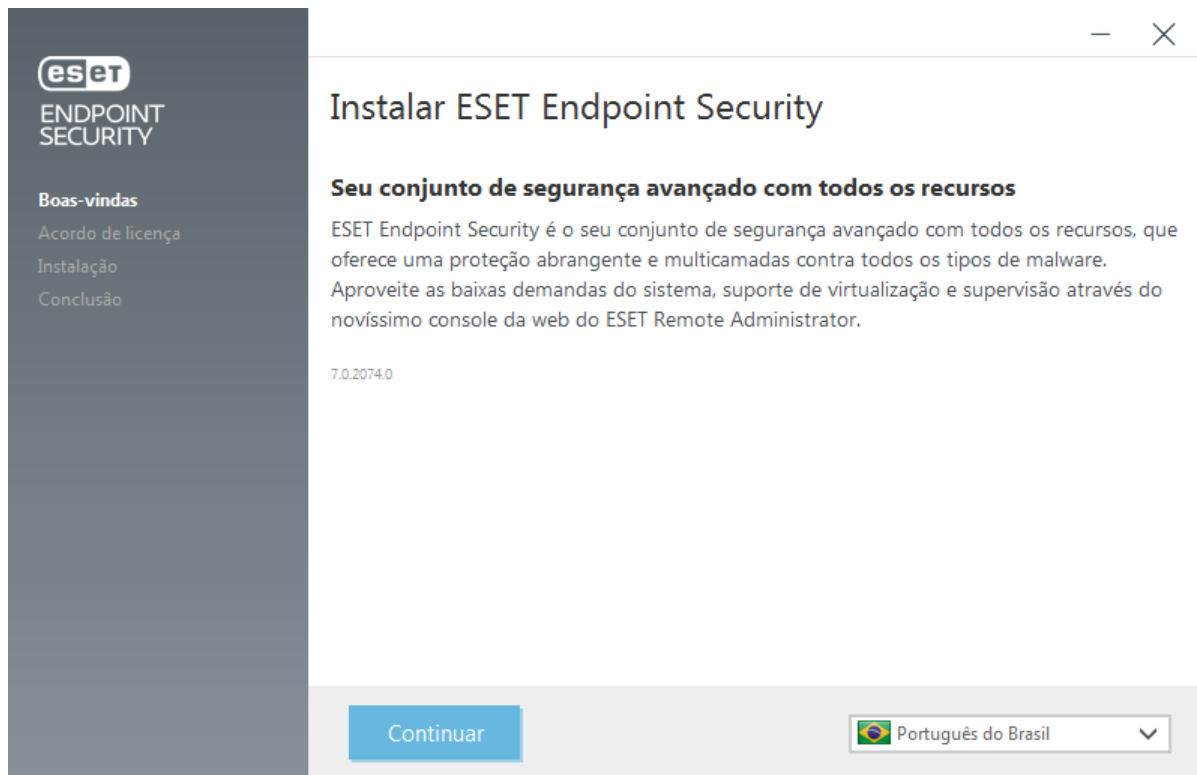 eset
ENDPOINT
SECURITY
Boas-vindas
Acordo de licença
Instalação
Conclusão
Instalar ESET Endpoint Security
Seu conjunto de segurança avançado com todos os recursos
ESET Endpoint Security é o seu conjunto de segurança avançado com todos os recursos, que
oferece uma proteção abrangente e multicamadas contra todos os tipos de malware.
Aproveite as baixas demandas do sistema, suporte de virtualização e supervisão através do
novíssimo console da web do ESET Remote Administrator.
7.0.2074.0
Continuar
Português do Brasil